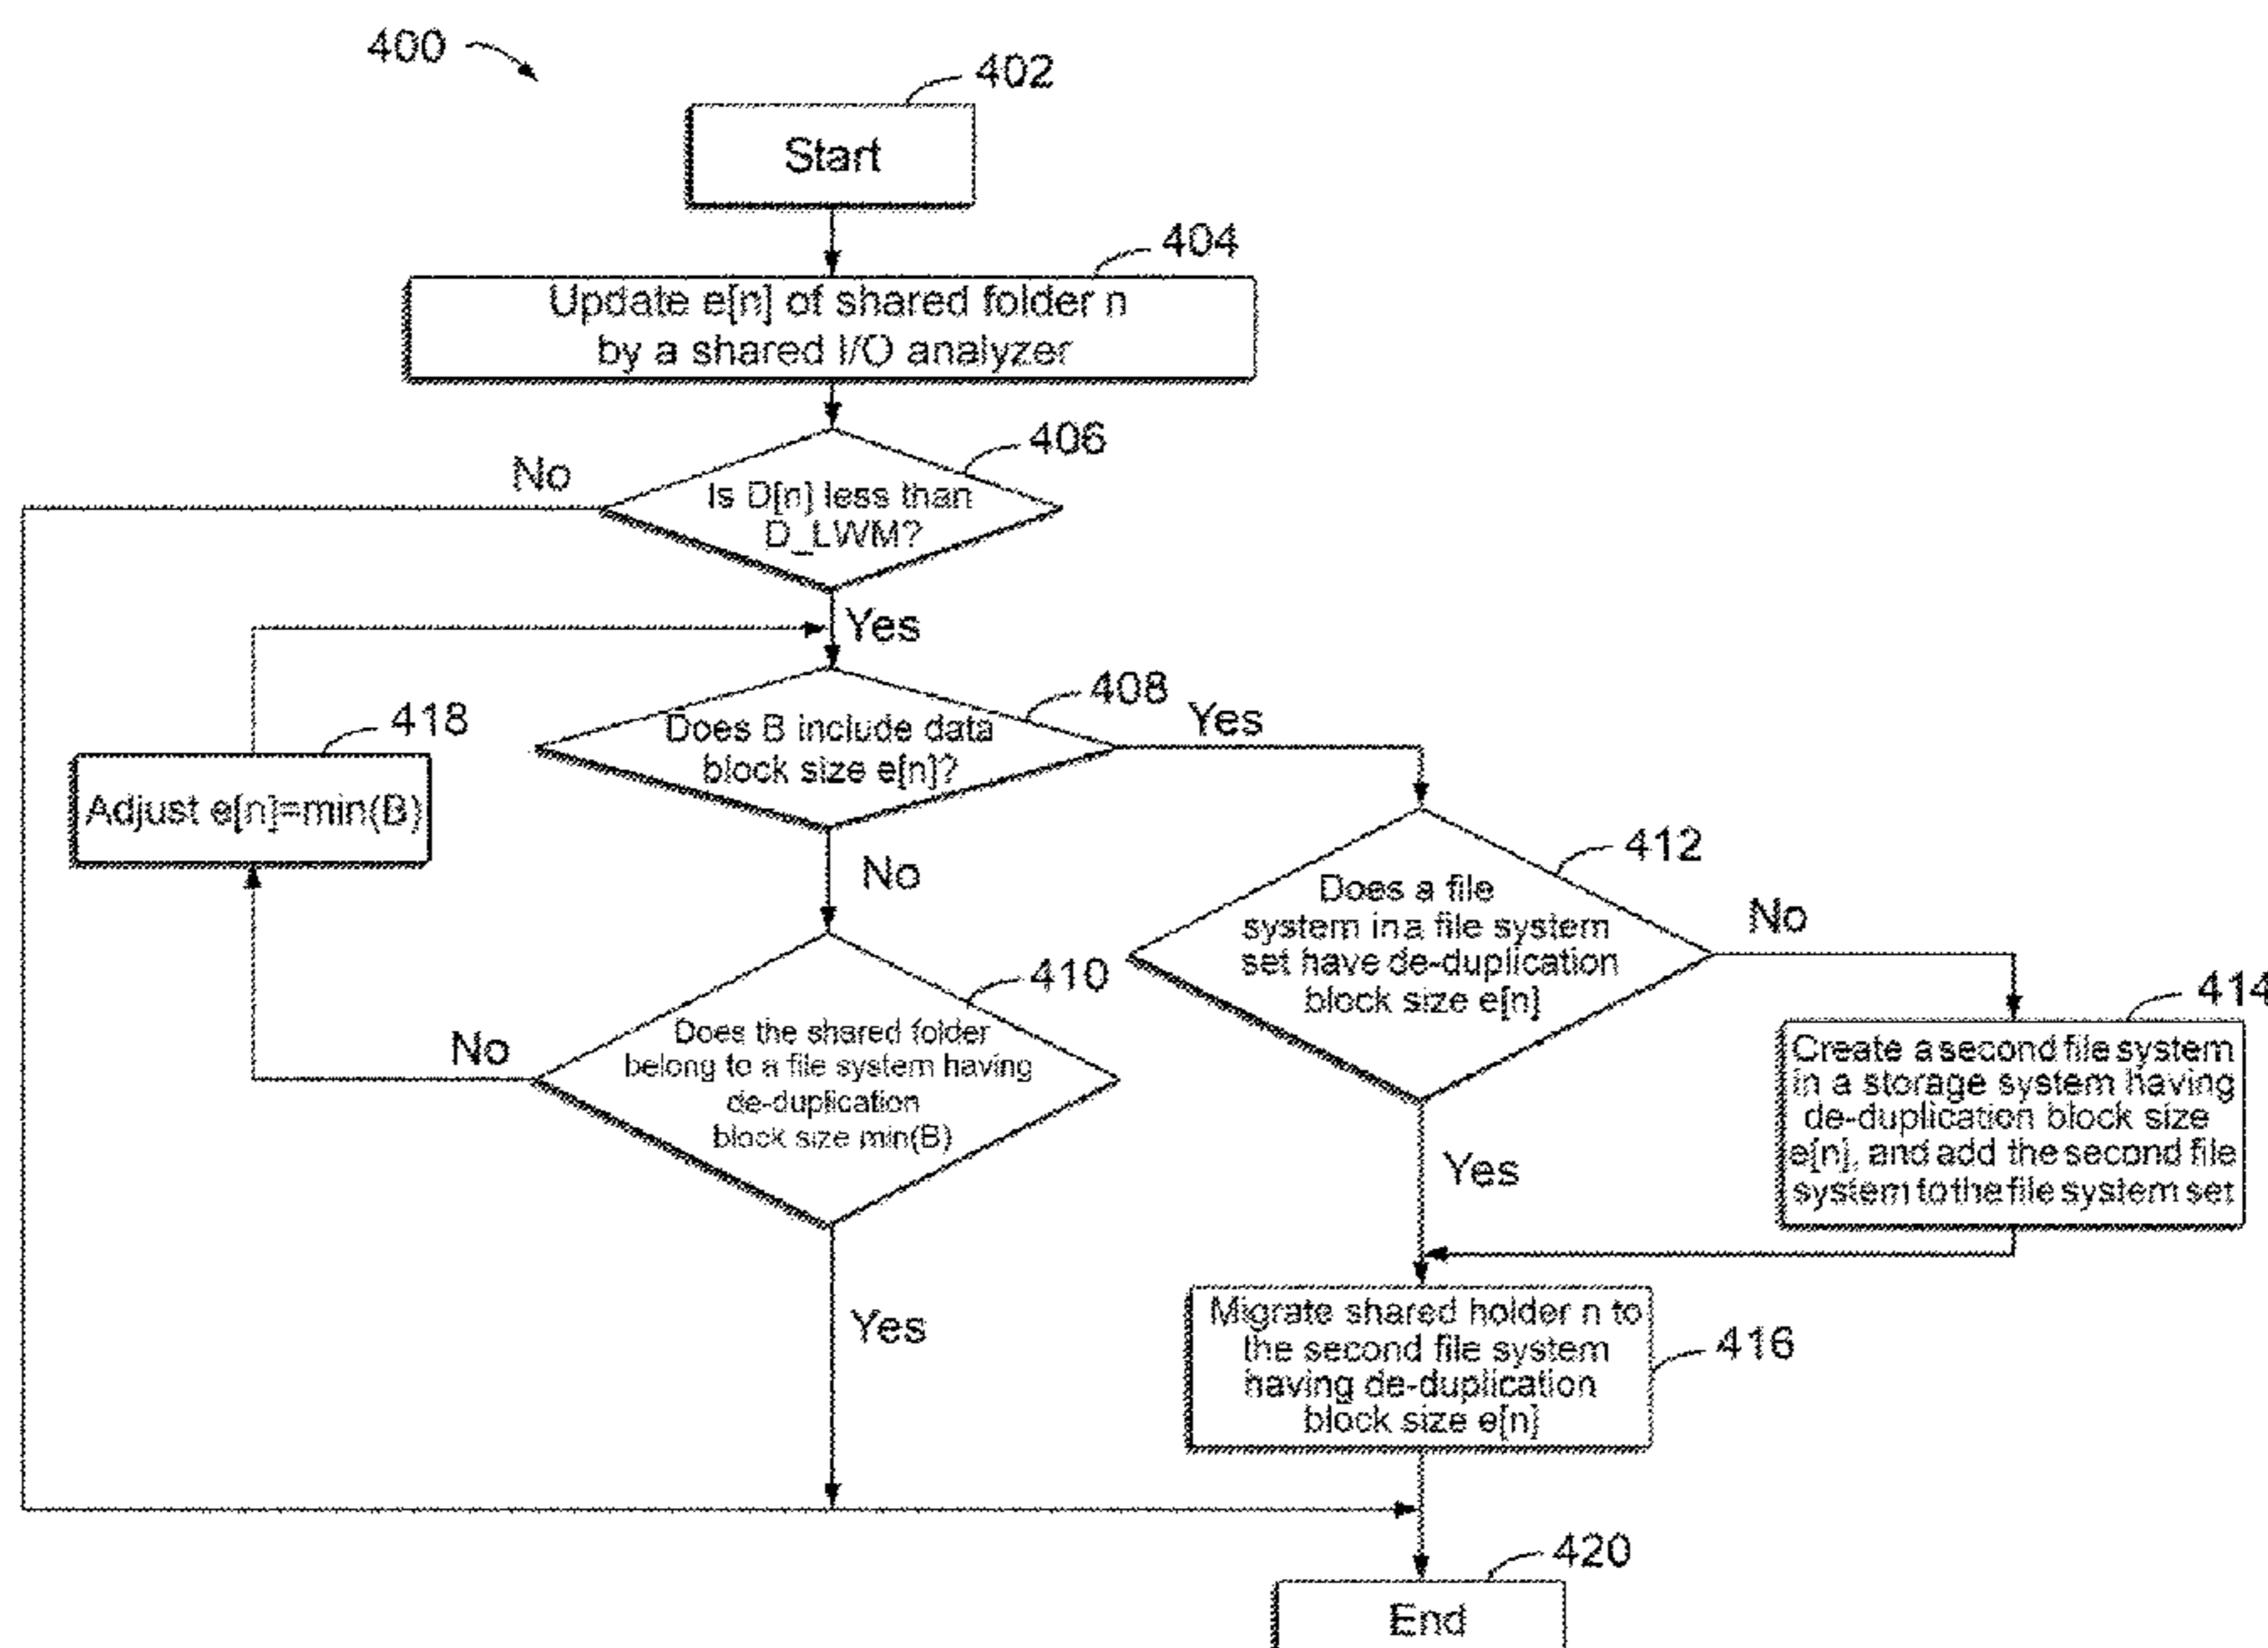 400
402
Start
404
Update e[n] of shared folder n
by a shared I/O analyzer
406
No
Is D[n] less than
D_LWM?
Yes
408
Does B include data
block size e[n]?
Yes
418
Adjust e[n]=min(B)
No
412
Does a file
system in a file system
set have de-duplication
block size e[n]
No
410
Does the shared folder
belong to a file system having
de-duplication
block size min(B)
No
414
Create a second file system
in a storage system having
de-duplication block size
e[n], and add the second file
system to the file system set
Yes
Yes
Migrate shared holder n to
the second file system
having de-duplication
block size e[n]
416
420
End